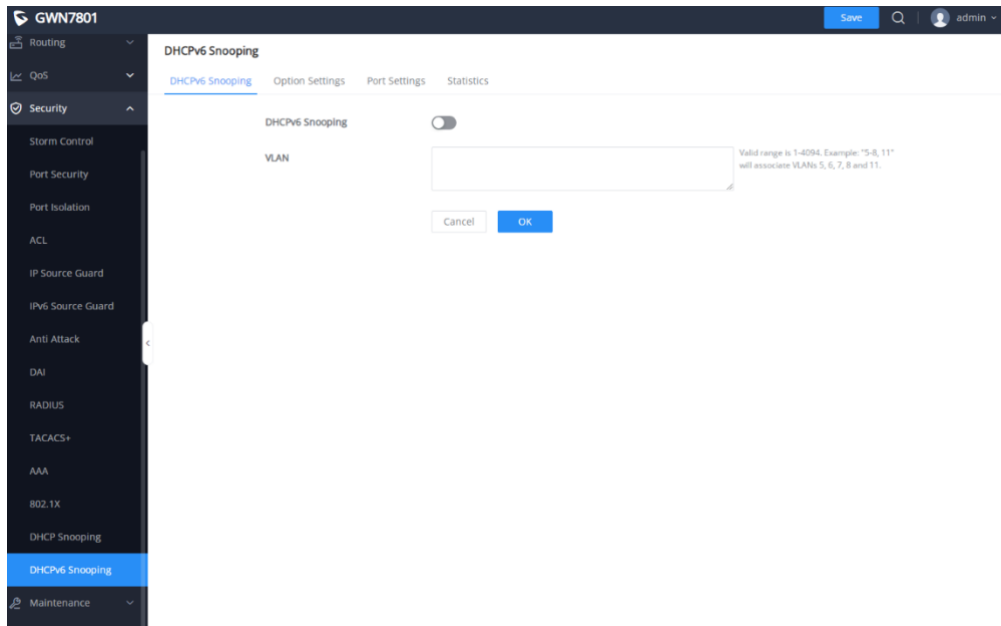 GWN7801
Save
admin
Routing
QoS
Security
Storm Control
Port Security
Port Isolation
ACL
IP Source Guard
IPv6 Source Guard
Anti Attack
DAI
RADIUS
TACACS+
AAA
802.1X
DHCP Snooping
DHCPv6 Snooping
Maintenance
DHCPv6 Snooping
DHCPv6 Snooping Option Settings Port Settings Statistics
DHCPv6 Snooping
VLAN
Valid range is 1-4094. Example: "5-8, 11"
will associate VLANs 5, 6, 7, 8 and 11.
Cancel OK